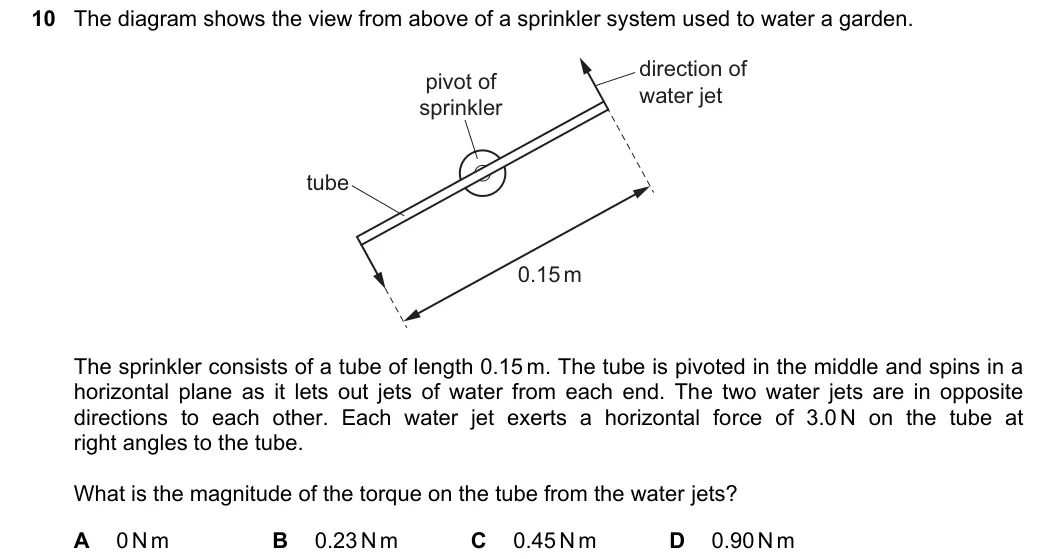 10 The diagram shows the view from above of a sprinkler system used to water a garden.
direction of
water jet
pivot of
sprinkler
tube
0.15 m
The sprinkler consists of a tube of length 0.15 m. The tube is pivoted in the middle and spins in a
horizontal plane as it lets out jets of water from each end. The two water jets are in opposite
directions to each other. Each water jet exerts a horizontal force of 3.0 N on the tube at
right angles to the tube.
What is the magnitude of the torque on the tube from the water jets?
A 0 N m B 0.23 N m C 0.45 N m D 0.90 N m